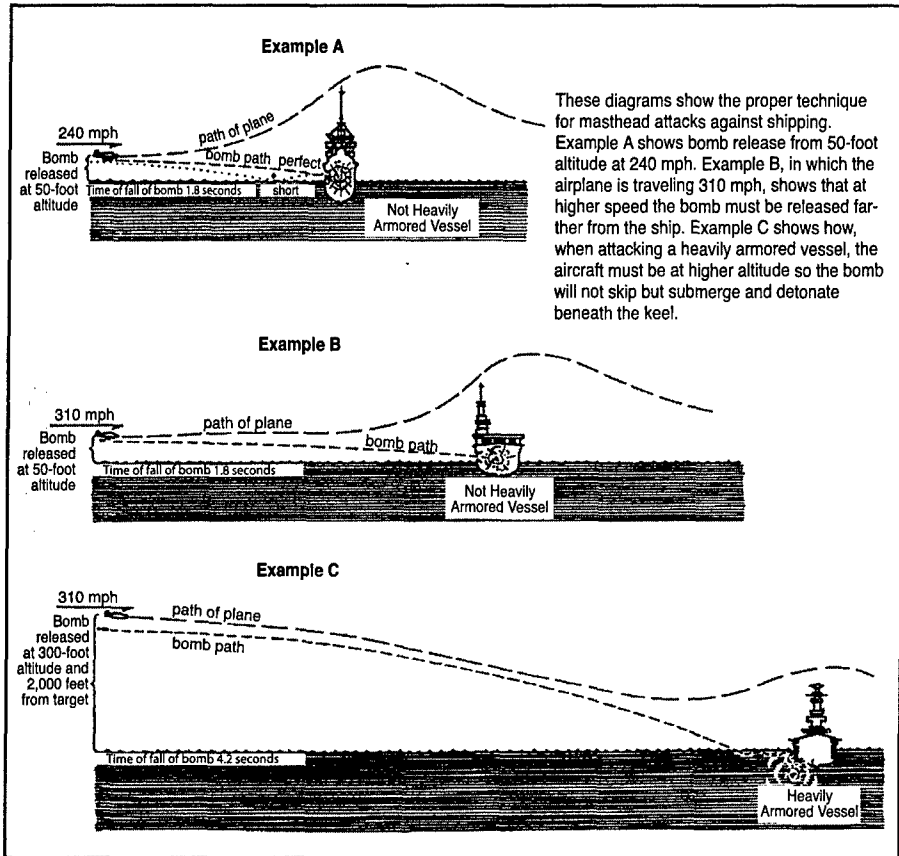 Example A
240 mph
path of plane
Bomb
released
at 50-foot
altitude
bomb path
perfect
Time of fall of bomb 1.8 seconds
short
Not Heavily
Armored Vessel
These diagrams show the proper technique
for masthead attacks against shipping.
Example A shows bomb release from 50-foot
altitude at 240 mph. Example B, in which the
airplane is traveling 310 mph, shows that at
higher speed the bomb must be released far-
ther from the ship. Example C shows how,
when attacking a heavily armored vessel, the
aircraft must be at higher altitude so the bomb
will not skip but submerge and detonate
beneath the keel.
Example B
310 mph
path of plane
Bomb
released
at 50-foot
altitude
bomb path
Time of fall of bomb 1.8 seconds
Not Heavily
Armored Vessel
Example C
310 mph
path of plane
Bomb
released
at 300-foot
altitude and
2,000 feet
from target
bomb path
Time of fall of bomb 4.2 seconds
Heavily
Armored Vessel